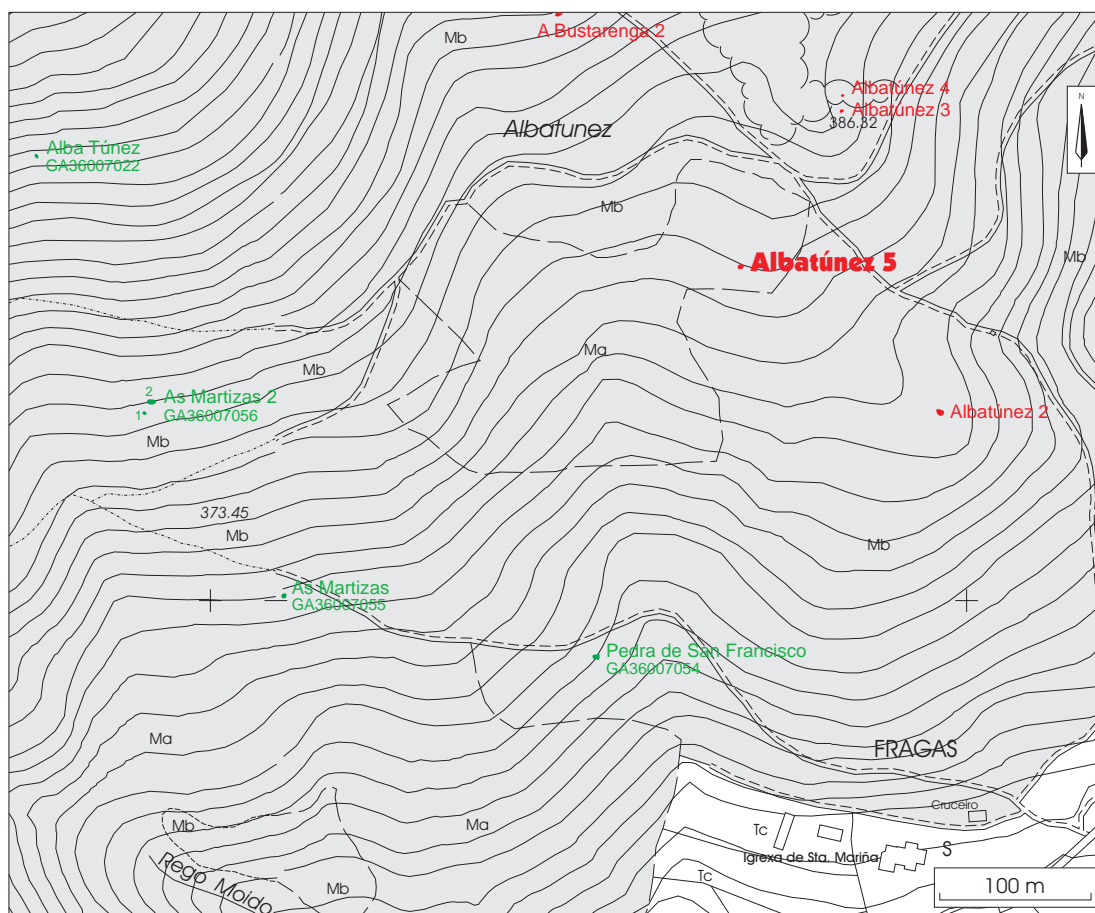 A Bustarenga 2
Mb
Albatúnez 4
Albatúnez 3
386.32
N
Albatunez
Alba Túnez
GA36007022
Mb
Mb
Albatúnez 5
Ma
Mb
2
As Martizas 2
1
GA36007056
Albatúnez 2
Mb
373.45
Mb
Mb
As Martizas
GA36007055
Pedra de San Francisco
GA36007054
Ma
FRAGAS
Cruceiro
Mb
Ma
Tc
Igrexa de Sta. Mariña
S
Rego Moido
Mb
Tc
100 m